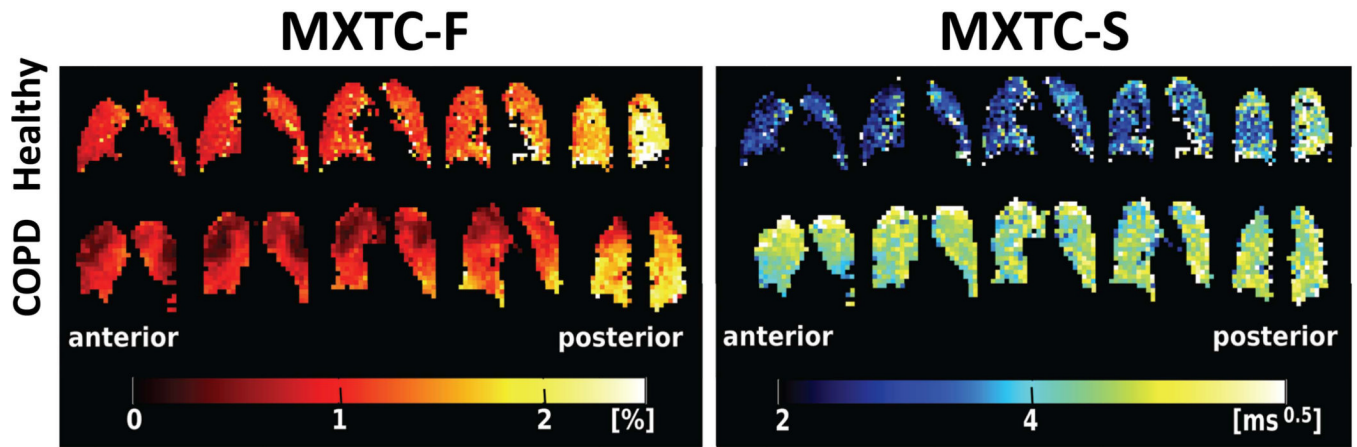 MXTC-F
MXTC-S
Healthy
COPD
anterior
posterior
anterior
posterior
0
1
2
[%]
2
4
[ms^0.5]